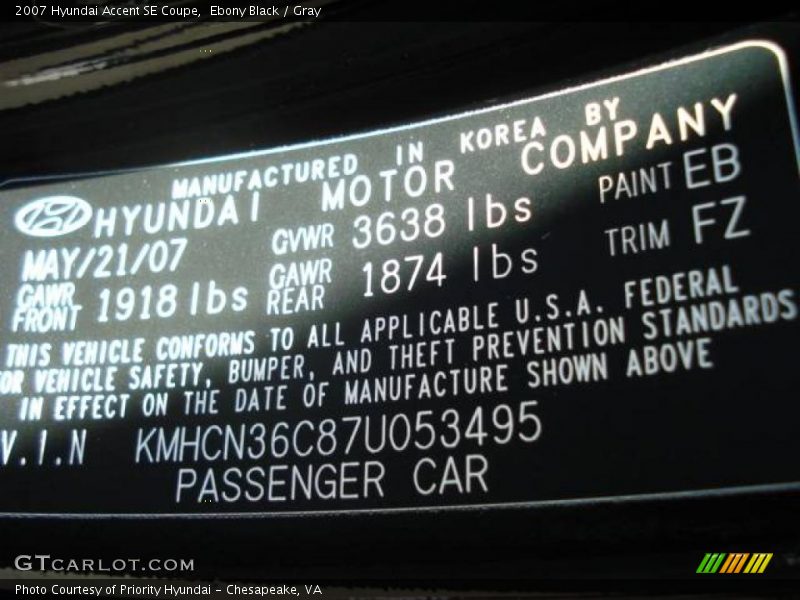 2007 Hyundai Accent SE Coupe,  Ebony Black / Gray
MANUFACTURED IN KOREA BY
HYUNDAI MOTOR COMPANY
MAY/21/07 GVWR 3638 lbs PAINT EB
GAWR FRONT 1918 lbs GAWR REAR 1874 lbs TRIM FZ
THIS VEHICLE CONFORMS TO ALL APPLICABLE U.S.A. FEDERAL
OR VEHICLE SAFETY, BUMPER, AND THEFT PREVENTION STANDARDS
IN EFFECT ON THE DATE OF MANUFACTURE SHOWN ABOVE
V.I.N KMHCN36C87U053495
PASSENGER CAR
GTCARLOT.COM
Photo Courtesy of Priority Hyundai - Chesapeake, VA